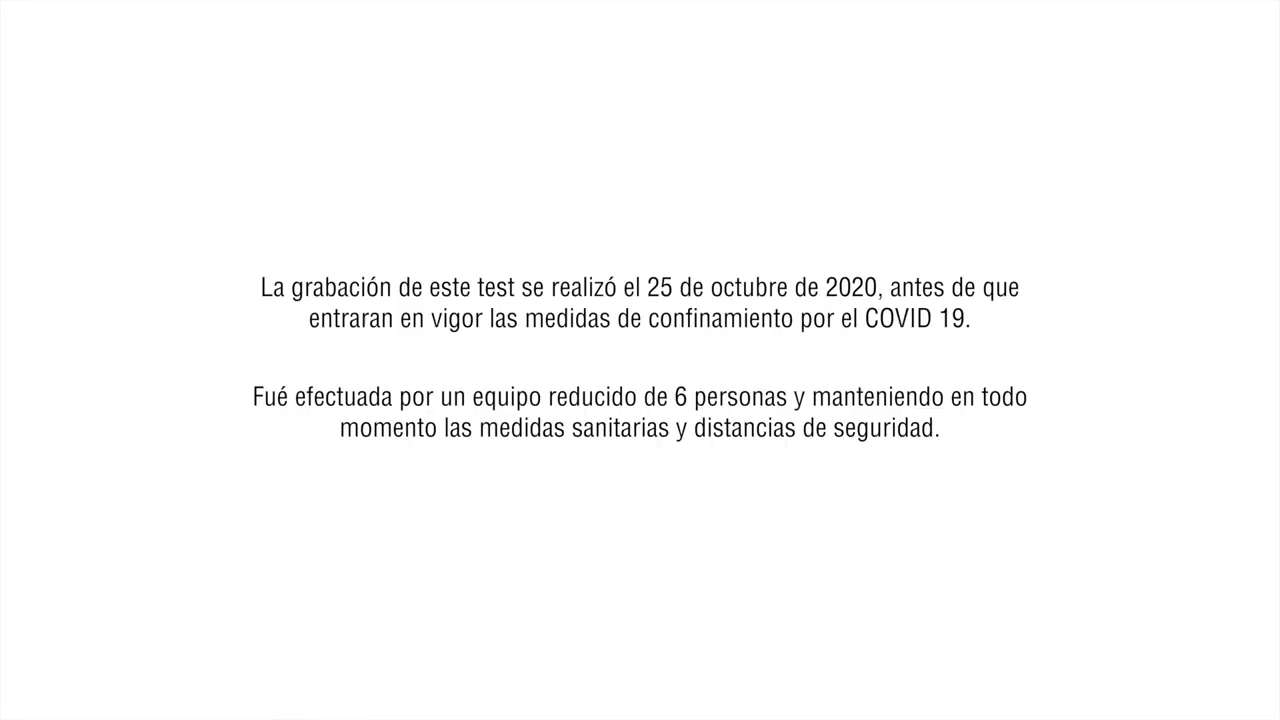 La grabación de este test se realizó el 25 de octubre de 2020, antes de que
entraran en vigor las medidas de confinamiento por el COVID 19.
Fué efectuada por un equipo reducido de 6 personas y manteniendo en todo
momento las medidas sanitarias y distancias de seguridad.